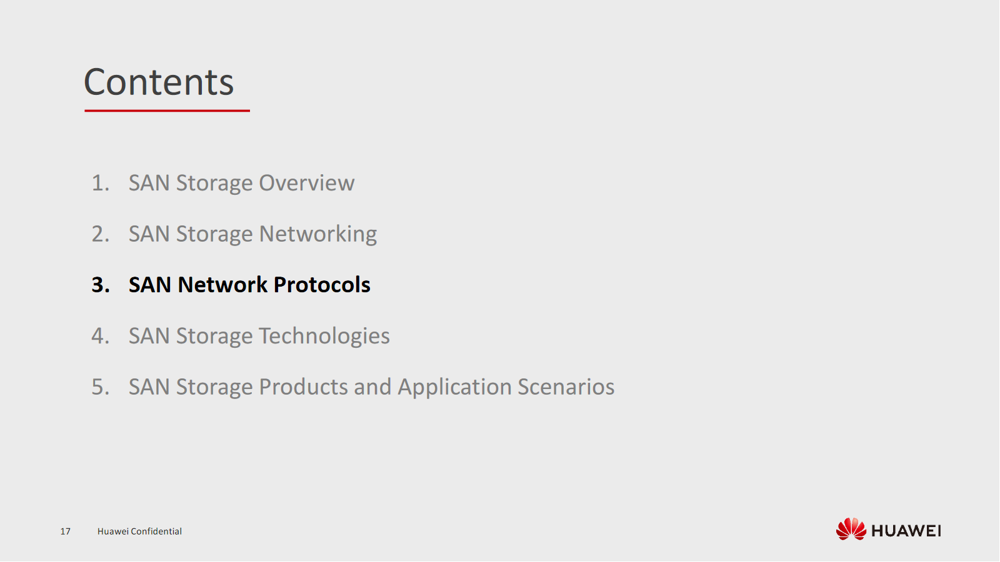 Contents
1. SAN Storage Overview
2. SAN Storage Networking
3. SAN Network Protocols
4. SAN Storage Technologies
5. SAN Storage Products and Application Scenarios
17 Huawei Confidential
HUAWEI